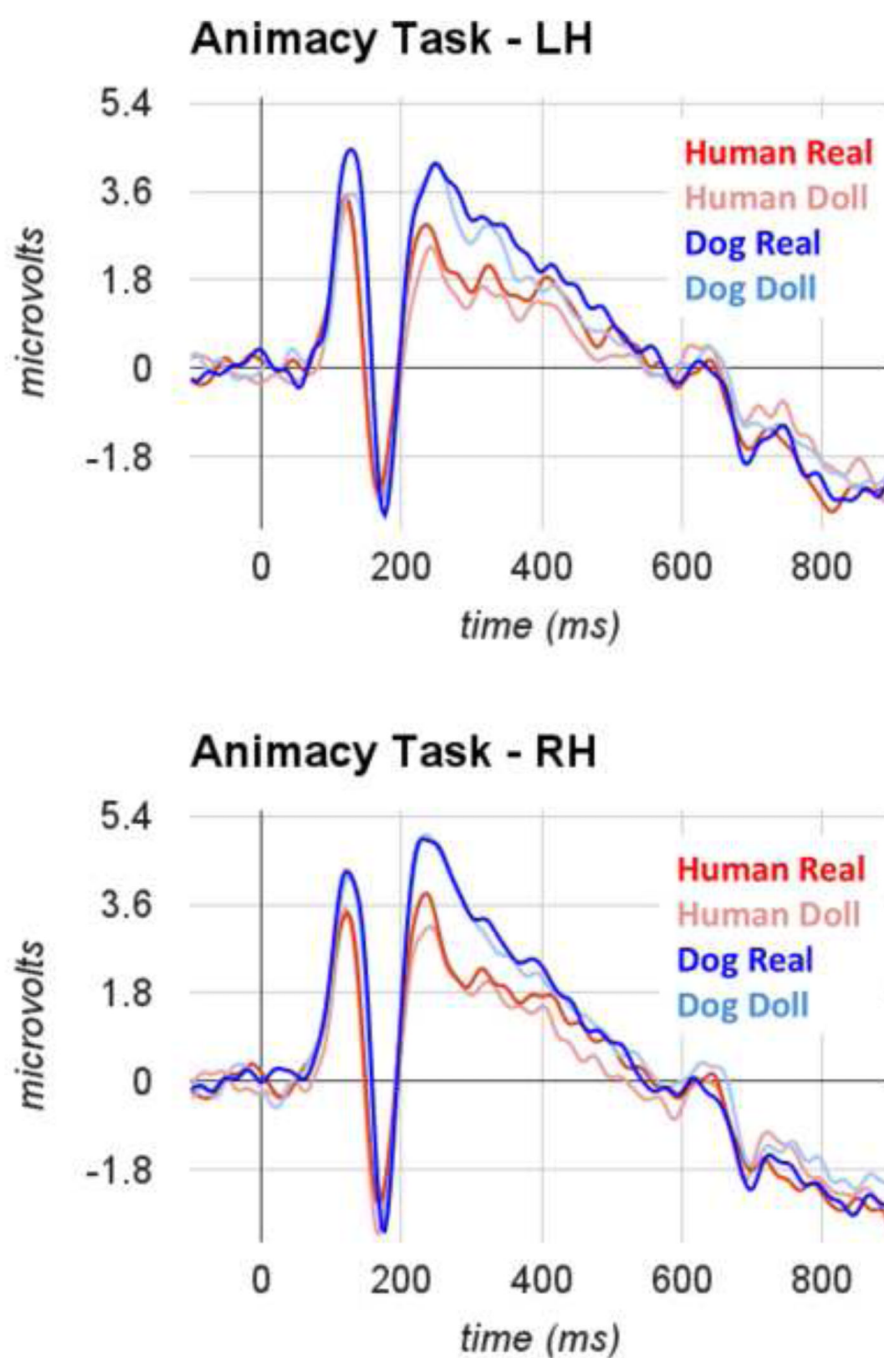 Animacy Task - LH
5.4
3.6
1.8
0
-1.8
microvolts
Human Real
Human Doll
Dog Real
Dog Doll
0 200 400 600 800
time (ms)
Animacy Task - RH
5.4
3.6
1.8
0
-1.8
microvolts
Human Real
Human Doll
Dog Real
Dog Doll
0 200 400 600 800
time (ms)